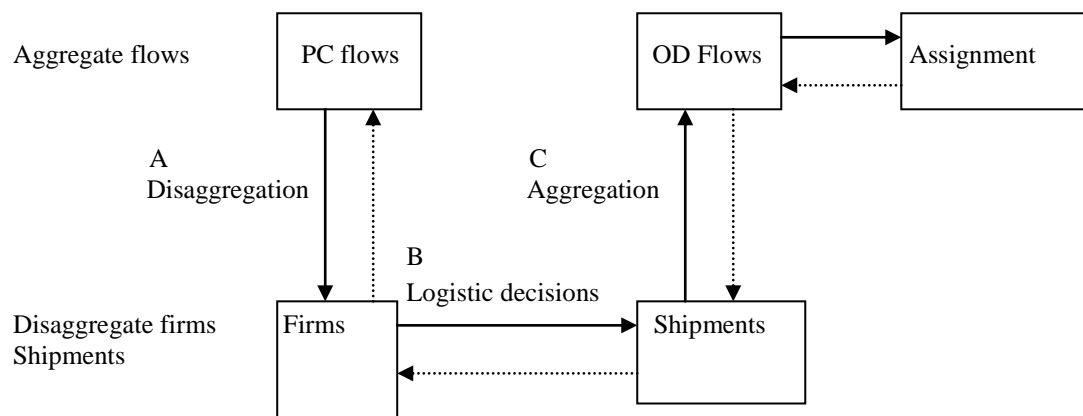 Aggregate flows
PC flows
OD Flows
Assignment
A
Disaggregation
C
Aggregation
B
Logistic decisions
Disaggregate firms
Shipments
Firms
Shipments